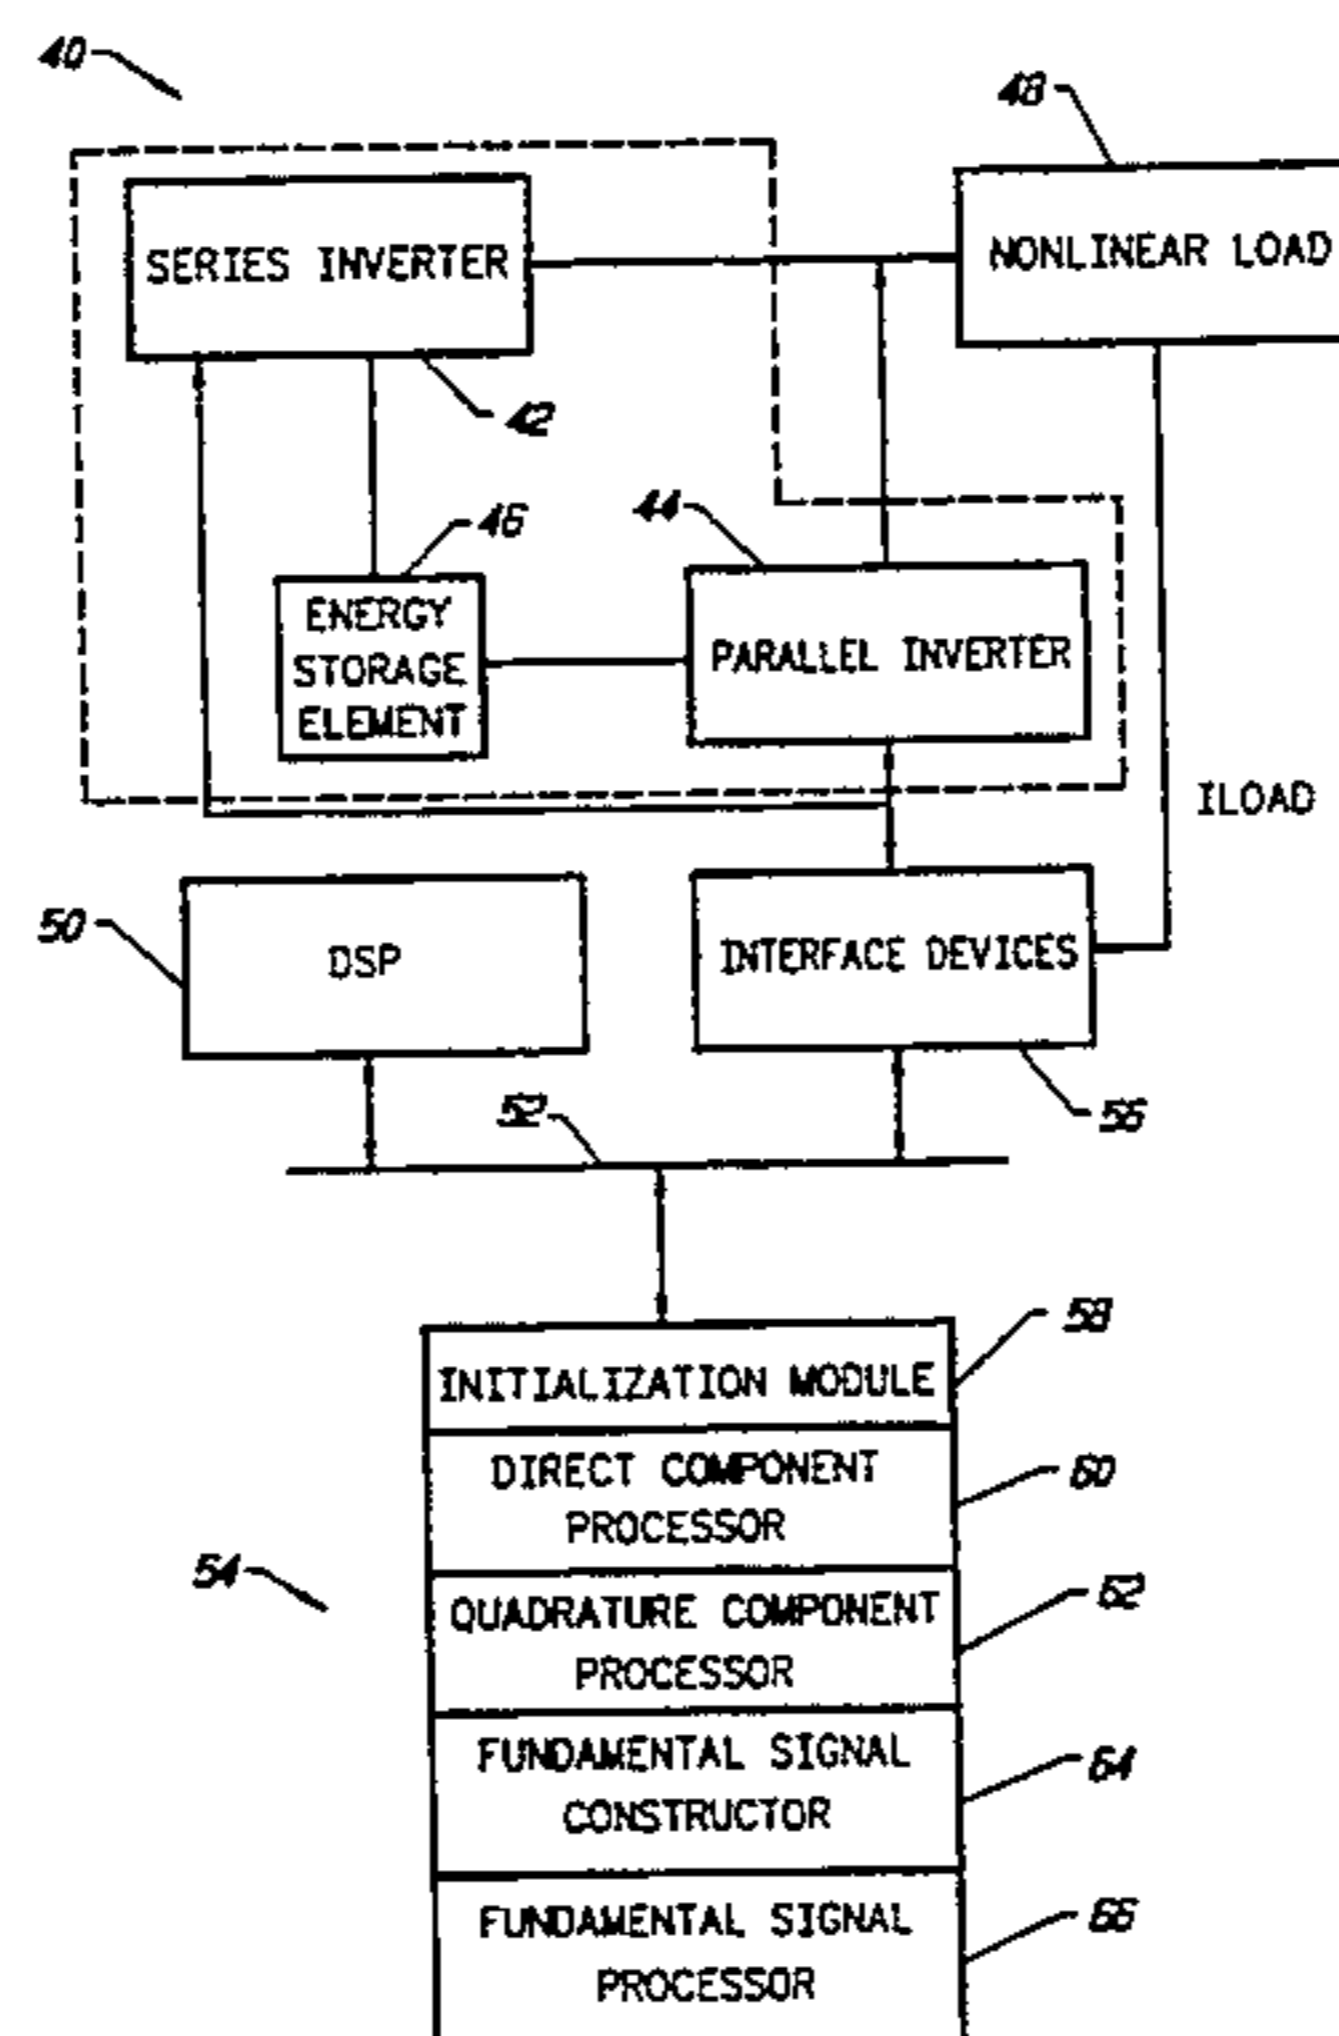 40
48
SERIES INVERTER
NONLINEAR LOAD
42
46
44
ENERGY
STORAGE
ELEMENT
PARALLEL INVERTER
ILOAD
50
DSP
INTERFACE DEVICES
52
56
58
INITIALIZATION MODULE
DIRECT COMPONENT
PROCESSOR
60
54
QUADRATURE COMPONENT
PROCESSOR
62
FUNDAMENTAL SIGNAL
CONSTRUCTOR
64
FUNDAMENTAL SIGNAL
PROCESSOR
66